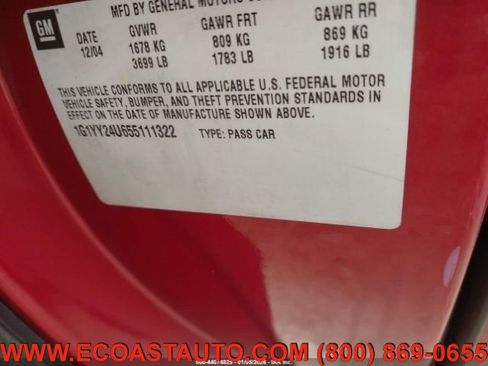 MFD BY GENERAL MOTORS
GM
DATE GVWR GAWR FRT GAWR RR
12/04 1678 KG 809 KG 869 KG
3699 LB 1783 LB 1916 LB
THIS VEHICLE CONFORMS TO ALL APPLICABLE U.S. FEDERAL MOTOR
VEHICLE SAFETY, BUMPER, AND THEFT PREVENTION STANDARDS IN
EFFECT ON THE DATE OF MANUFACTURE SHOWN ABOVE.
1G1YY24U655111322 TYPE: PASS CAR
WWW.ECOASTAUTO.COM (800) 869-0655